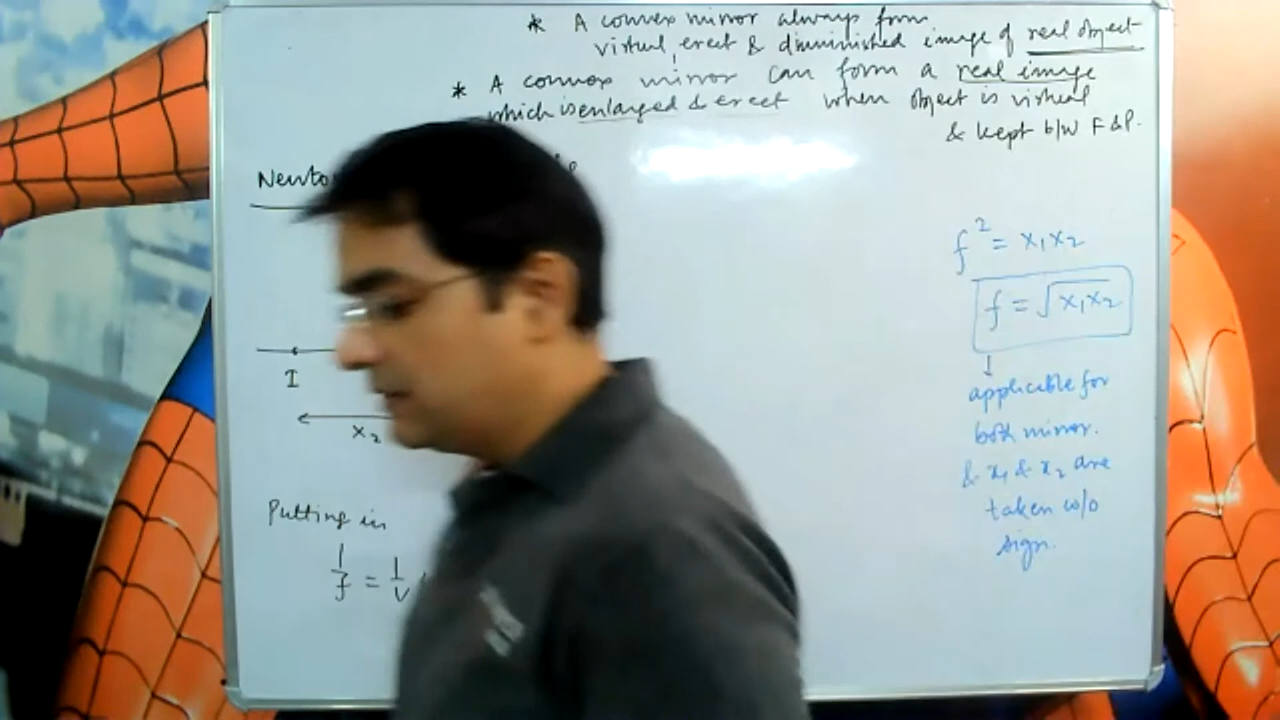 * A convex mirror always form
virtual, erect & diminished image of real object
* A convex mirror can form a real image
which is enlarged & erect when object is virtual
& kept b/w F & P.
Newto
I
x₂
Putting in
1/f = 1/v
f² = x₁x₂
f = √x₁x₂
applicable for
both mirror.
& x₁ & x₂ are
taken w/o
sign.